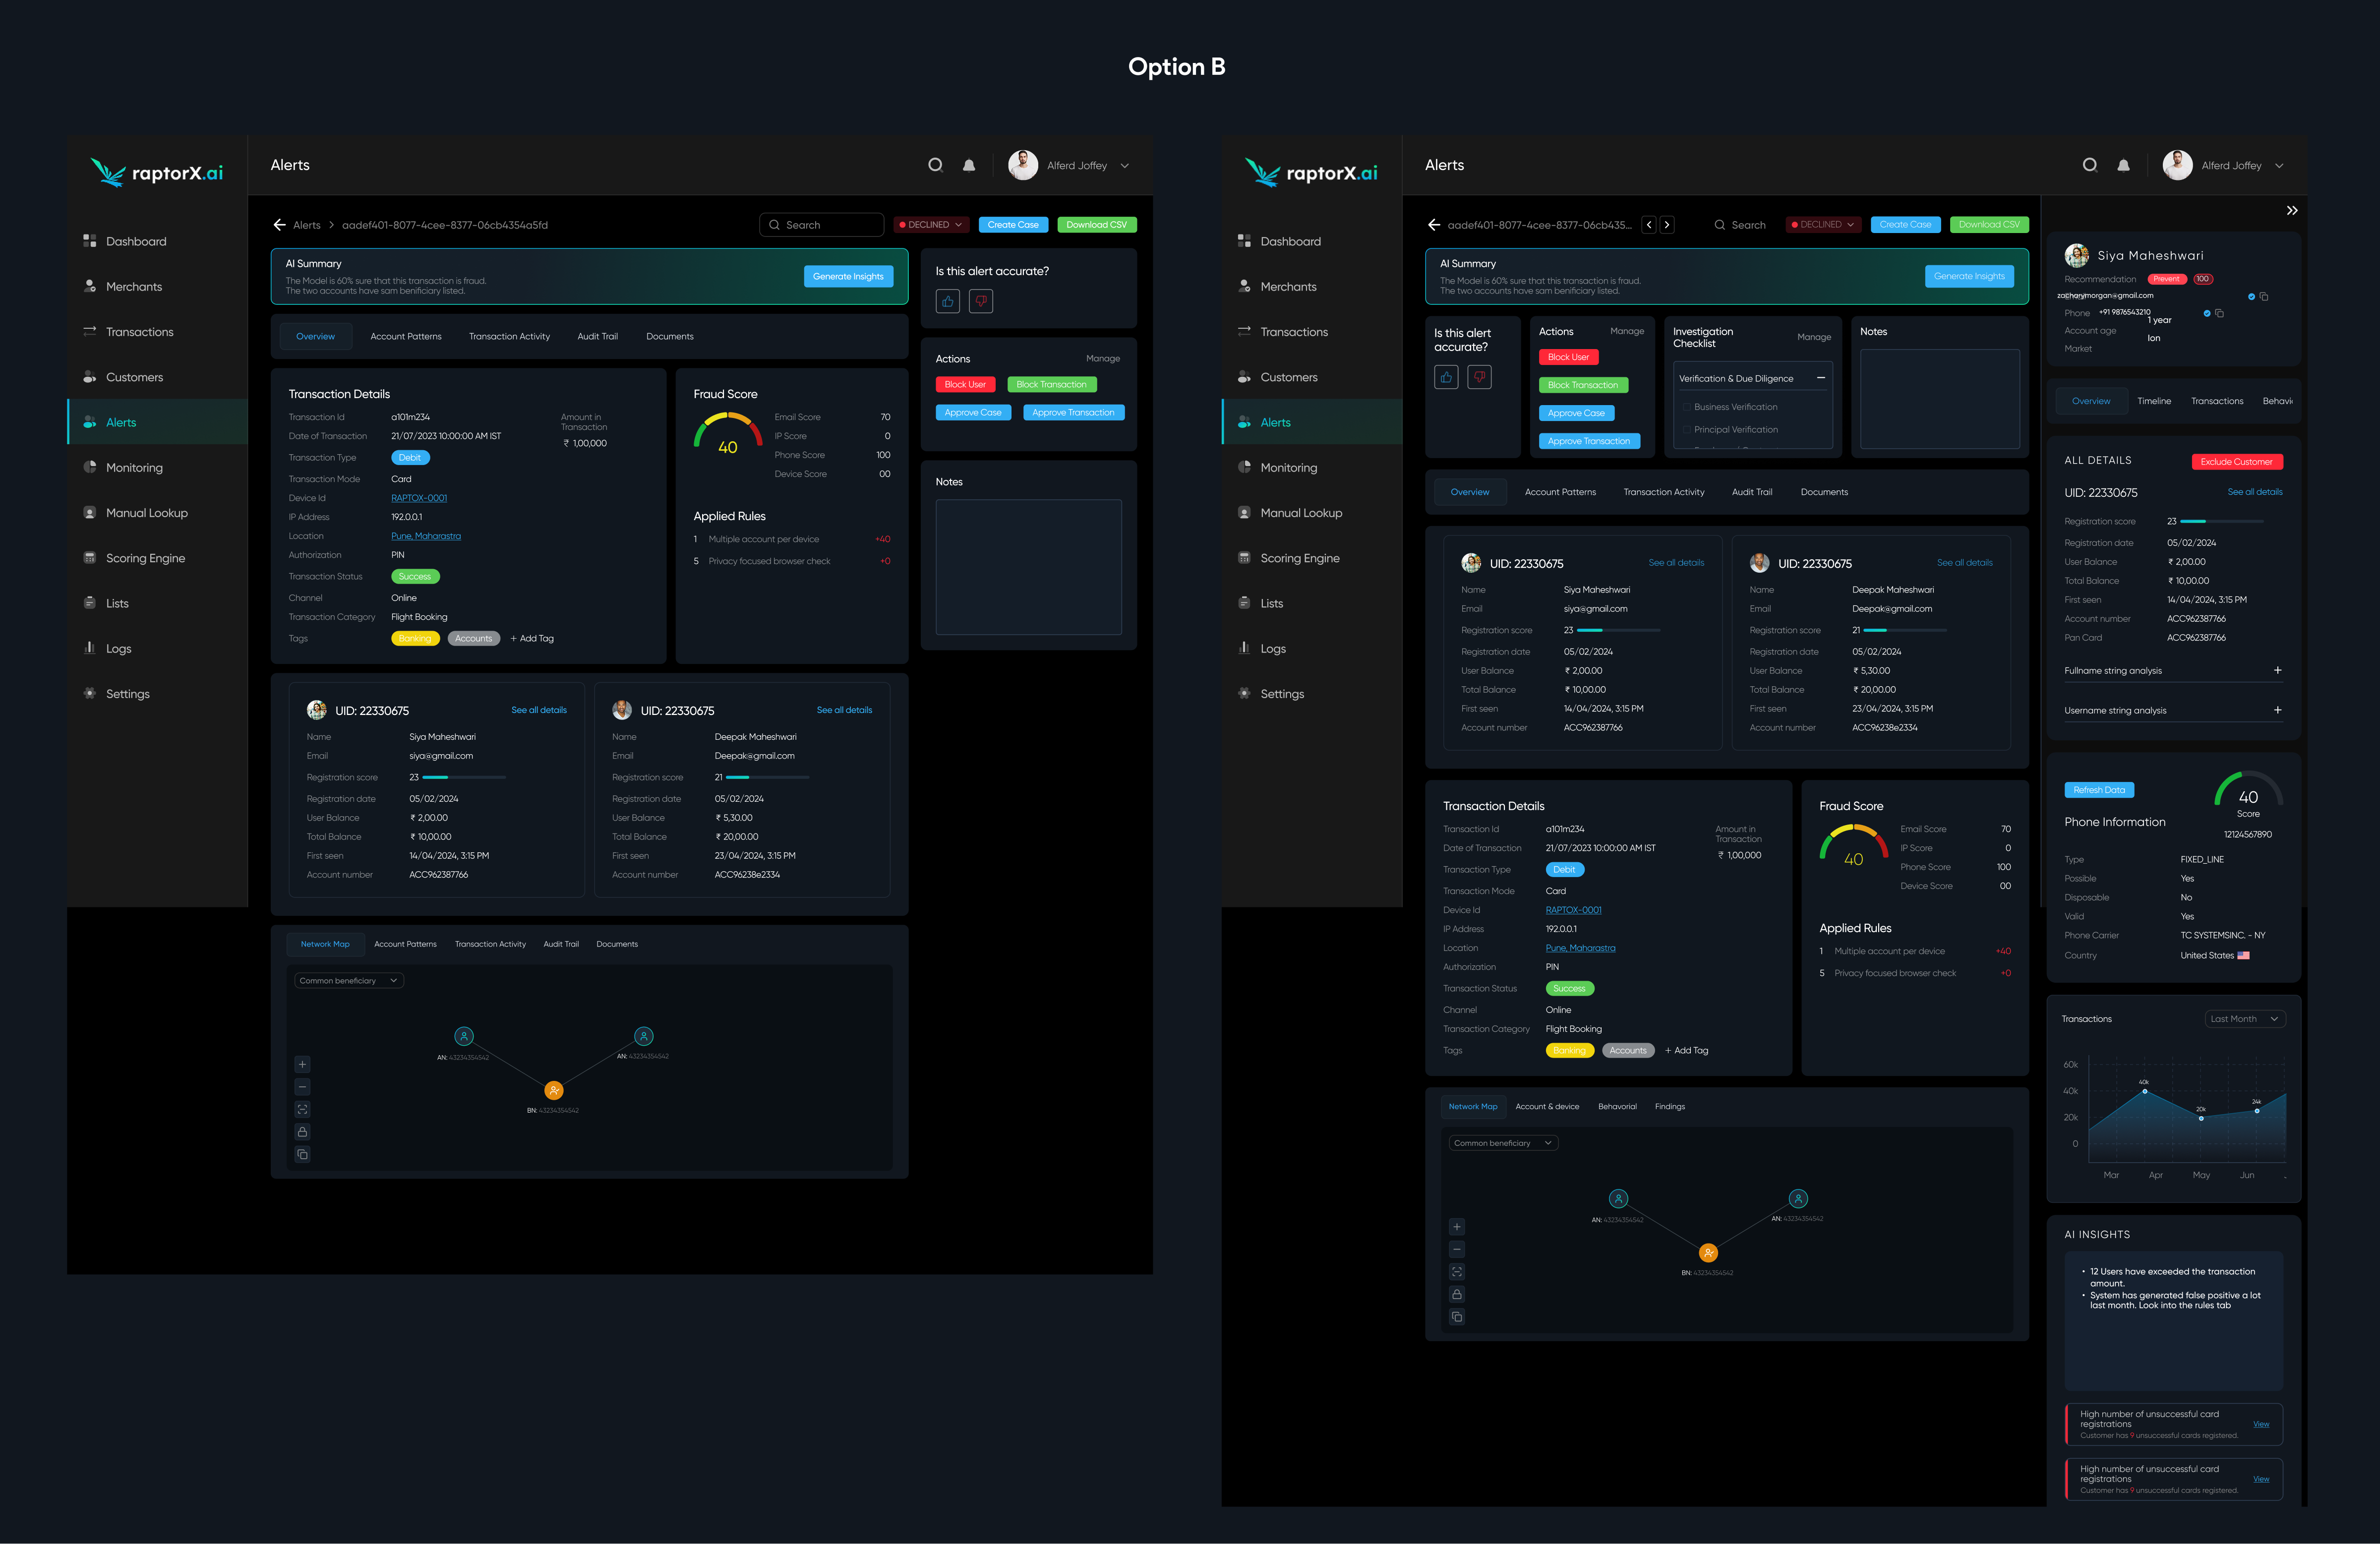 Option B
raptorX.ai
Dashboard
Merchants
Transactions
Customers
Alerts
Monitoring
Manual Lookup
Scoring Engine
Lists
Logs
Settings
Alerts
Alferd Joffey
Alerts > aadef401-8077-4cee-8377-06cb4354a5fd
Search
DECLINED
Create Case
Download CSV
AI Summary
The Model is 60% sure that this transaction is fraud.
The two accounts have sam benificiary listed.
Generate Insights
Overview Account Patterns Transaction Activity Audit Trail Documents
Transaction Details
Transaction Id a101m234
Date of Transaction 21/07/2023 10:00:00 AM IST
Transaction Type Debit
Transaction Mode Card
Device Id RAPTOX-0001
IP Address 192.0.0.1
Location Pune, Maharastra
Authorization PIN
Transaction Status Success
Channel Online
Transaction Category Flight Booking
Tags Banking Accounts + Add Tag
Amount in
Transaction
₹ 1,00,000
Fraud Score
40
Email Score 70
IP Score 0
Phone Score 100
Device Score 00
Applied Rules
1 Multiple account per device +40
5 Privacy focused browser check +0
Is this alert accurate?
Actions Manage
Block User Block Transaction
Approve Case Approve Transaction
Notes
UID: 22330675 See all details
Name Siya Maheshwari
Email siya@gmail.com
Registration score 23
Registration date 05/02/2024
User Balance ₹ 2,00.00
Total Balance ₹ 10,00.00
First seen 14/04/2024, 3:15 PM
Account number ACC962387766
UID: 22330675 See all details
Name Deepak Maheshwari
Email Deepak@gmail.com
Registration score 21
Registration date 05/02/2024
User Balance ₹ 5,30.00
Total Balance ₹ 20,00.00
First seen 23/04/2024, 3:15 PM
Account number ACC96238e2334
Network Map Account Patterns Transaction Activity Audit Trail Documents
Common beneficiary
AN: 43234354542
AN: 43234354542
BN: 43234354542
raptorX.ai
Dashboard
Merchants
Transactions
Customers
Alerts
Monitoring
Manual Lookup
Scoring Engine
Lists
Logs
Settings
Alerts
Alferd Joffey
aadef401-8077-4cee-8377-06cb435...
Search
DECLINED
Create Case
Download CSV
AI Summary
The Model is 60% sure that this transaction is fraud.
The two accounts have sam benificiary listed.
Generate Insights
Is this alert
accurate?
Actions Manage
Block User
Block Transaction
Approve Case
Approve Transaction
Investigation
Checklist
Manage
Verification & Due Diligence
Business Verification
Principal Verification
Notes
Overview Account Patterns Transaction Activity Audit Trail Documents
UID: 22330675 See all details
Name Siya Maheshwari
Email siya@gmail.com
Registration score 23
Registration date 05/02/2024
User Balance ₹ 2,00.00
Total Balance ₹ 10,00.00
First seen 14/04/2024, 3:15 PM
Account number ACC962387766
UID: 22330675 See all details
Name Deepak Maheshwari
Email Deepak@gmail.com
Registration score 21
Registration date 05/02/2024
User Balance ₹ 5,30.00
Total Balance ₹ 20,00.00
First seen 23/04/2024, 3:15 PM
Account number ACC96238e2334
Transaction Details
Transaction Id a101m234
Date of Transaction 21/07/2023 10:00:00 AM IST
Transaction Type Debit
Transaction Mode Card
Device Id RAPTOX-0001
IP Address 192.0.0.1
Location Pune, Maharastra
Authorization PIN
Transaction Status Success
Channel Online
Transaction Category Flight Booking
Tags Banking Accounts + Add Tag
Amount in
Transaction
₹ 1,00,000
Fraud Score
40
Email Score 70
IP Score 0
Phone Score 100
Device Score 00
Applied Rules
1 Multiple account per device +40
5 Privacy focused browser check +0
Network Map Account & device Behavorial Findings
Common beneficiary
AN: 43234354542
AN: 43234354542
BN: 43234354542
Siya Maheshwari
Recommendation Prevent 100
Phone +91 9876543210
Account age 1 year
Market Ion
Overview Timeline Transactions Behavi
ALL DETAILS
Exclude Customer
UID: 22330675 See all details
Registration score 23
Registration date 05/02/2024
User Balance ₹ 2,00.00
Total Balance ₹ 10,00.00
First seen 14/04/2024, 3:15 PM
Account number ACC962387766
Pan Card ACC962387766
Fullname string analysis +
Username string analysis +
Refresh Data
40
Score
Phone Information
12124567890
Type FIXED_LINE
Possible Yes
Disposable No
Valid Yes
Phone Carrier TC SYSTEMSINC. - NY
Country United States
Transactions Last Month
60k
40k
20k
0
40k
20k
24k
Mar Apr May Jun
AI INSIGHTS
• 12 Users have exceeded the transaction
amount.
• System has generated false positive a lot
last month. Look into the rules tab
High number of unsuccessful card
registrations
View
Customer has 9 unsuccessful cards registered.
High number of unsuccessful card
registrations
View
Customer has 9 unsuccessful cards registered.